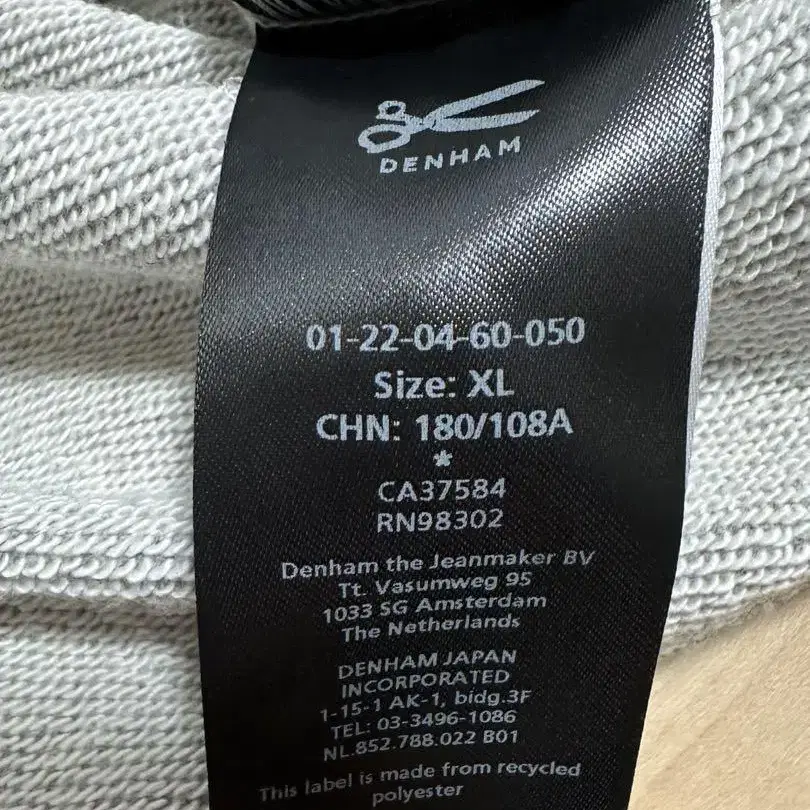 DENHAM
01-22-04-60-050
Size: XL
CHN: 180/108A
*
CA37584
RN98302
Denham the Jeanmaker BV
Tt. Vasumweg 95
1033 SG Amsterdam
The Netherlands
DENHAM JAPAN
INCORPORATED
1-15-1 AK-1, bidg.3F
TEL: 03-3496-1086
NL.852.788.022 B01
This label is made from recycled
polyester